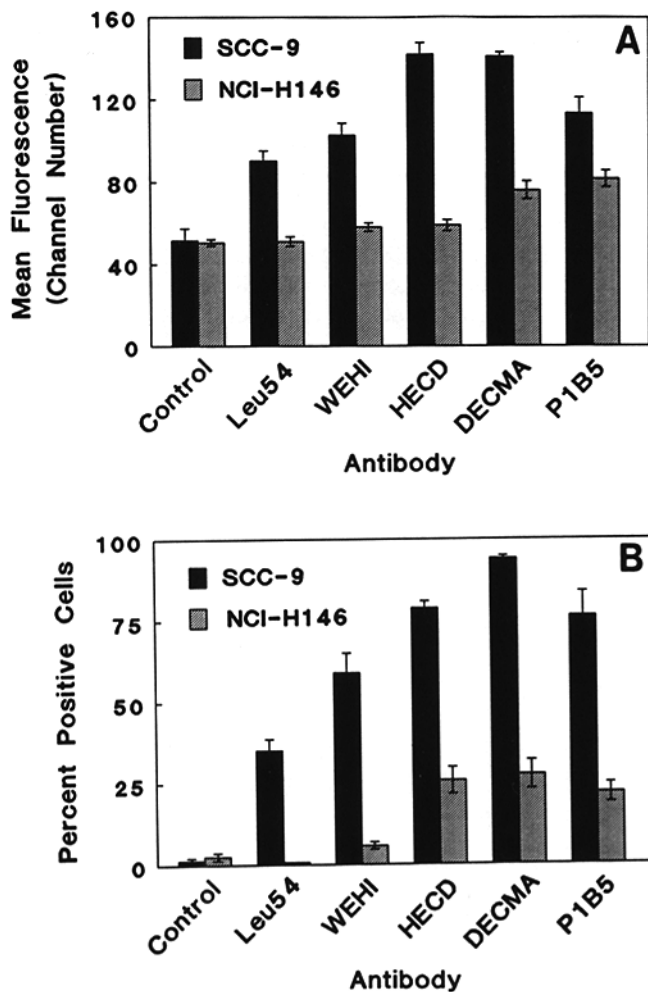 A
160
120
80
40
0
Mean Fluorescence
(Channel Number)
SCC-9
NCI-H146
Control
Leu54
WEHI
HECD
DECMA
P1B5
Antibody
B
100
75
50
25
0
Percent Positive Cells
SCC-9
NCI-H146
Control
Leu54
WEHI
HECD
DECMA
P1B5
Antibody